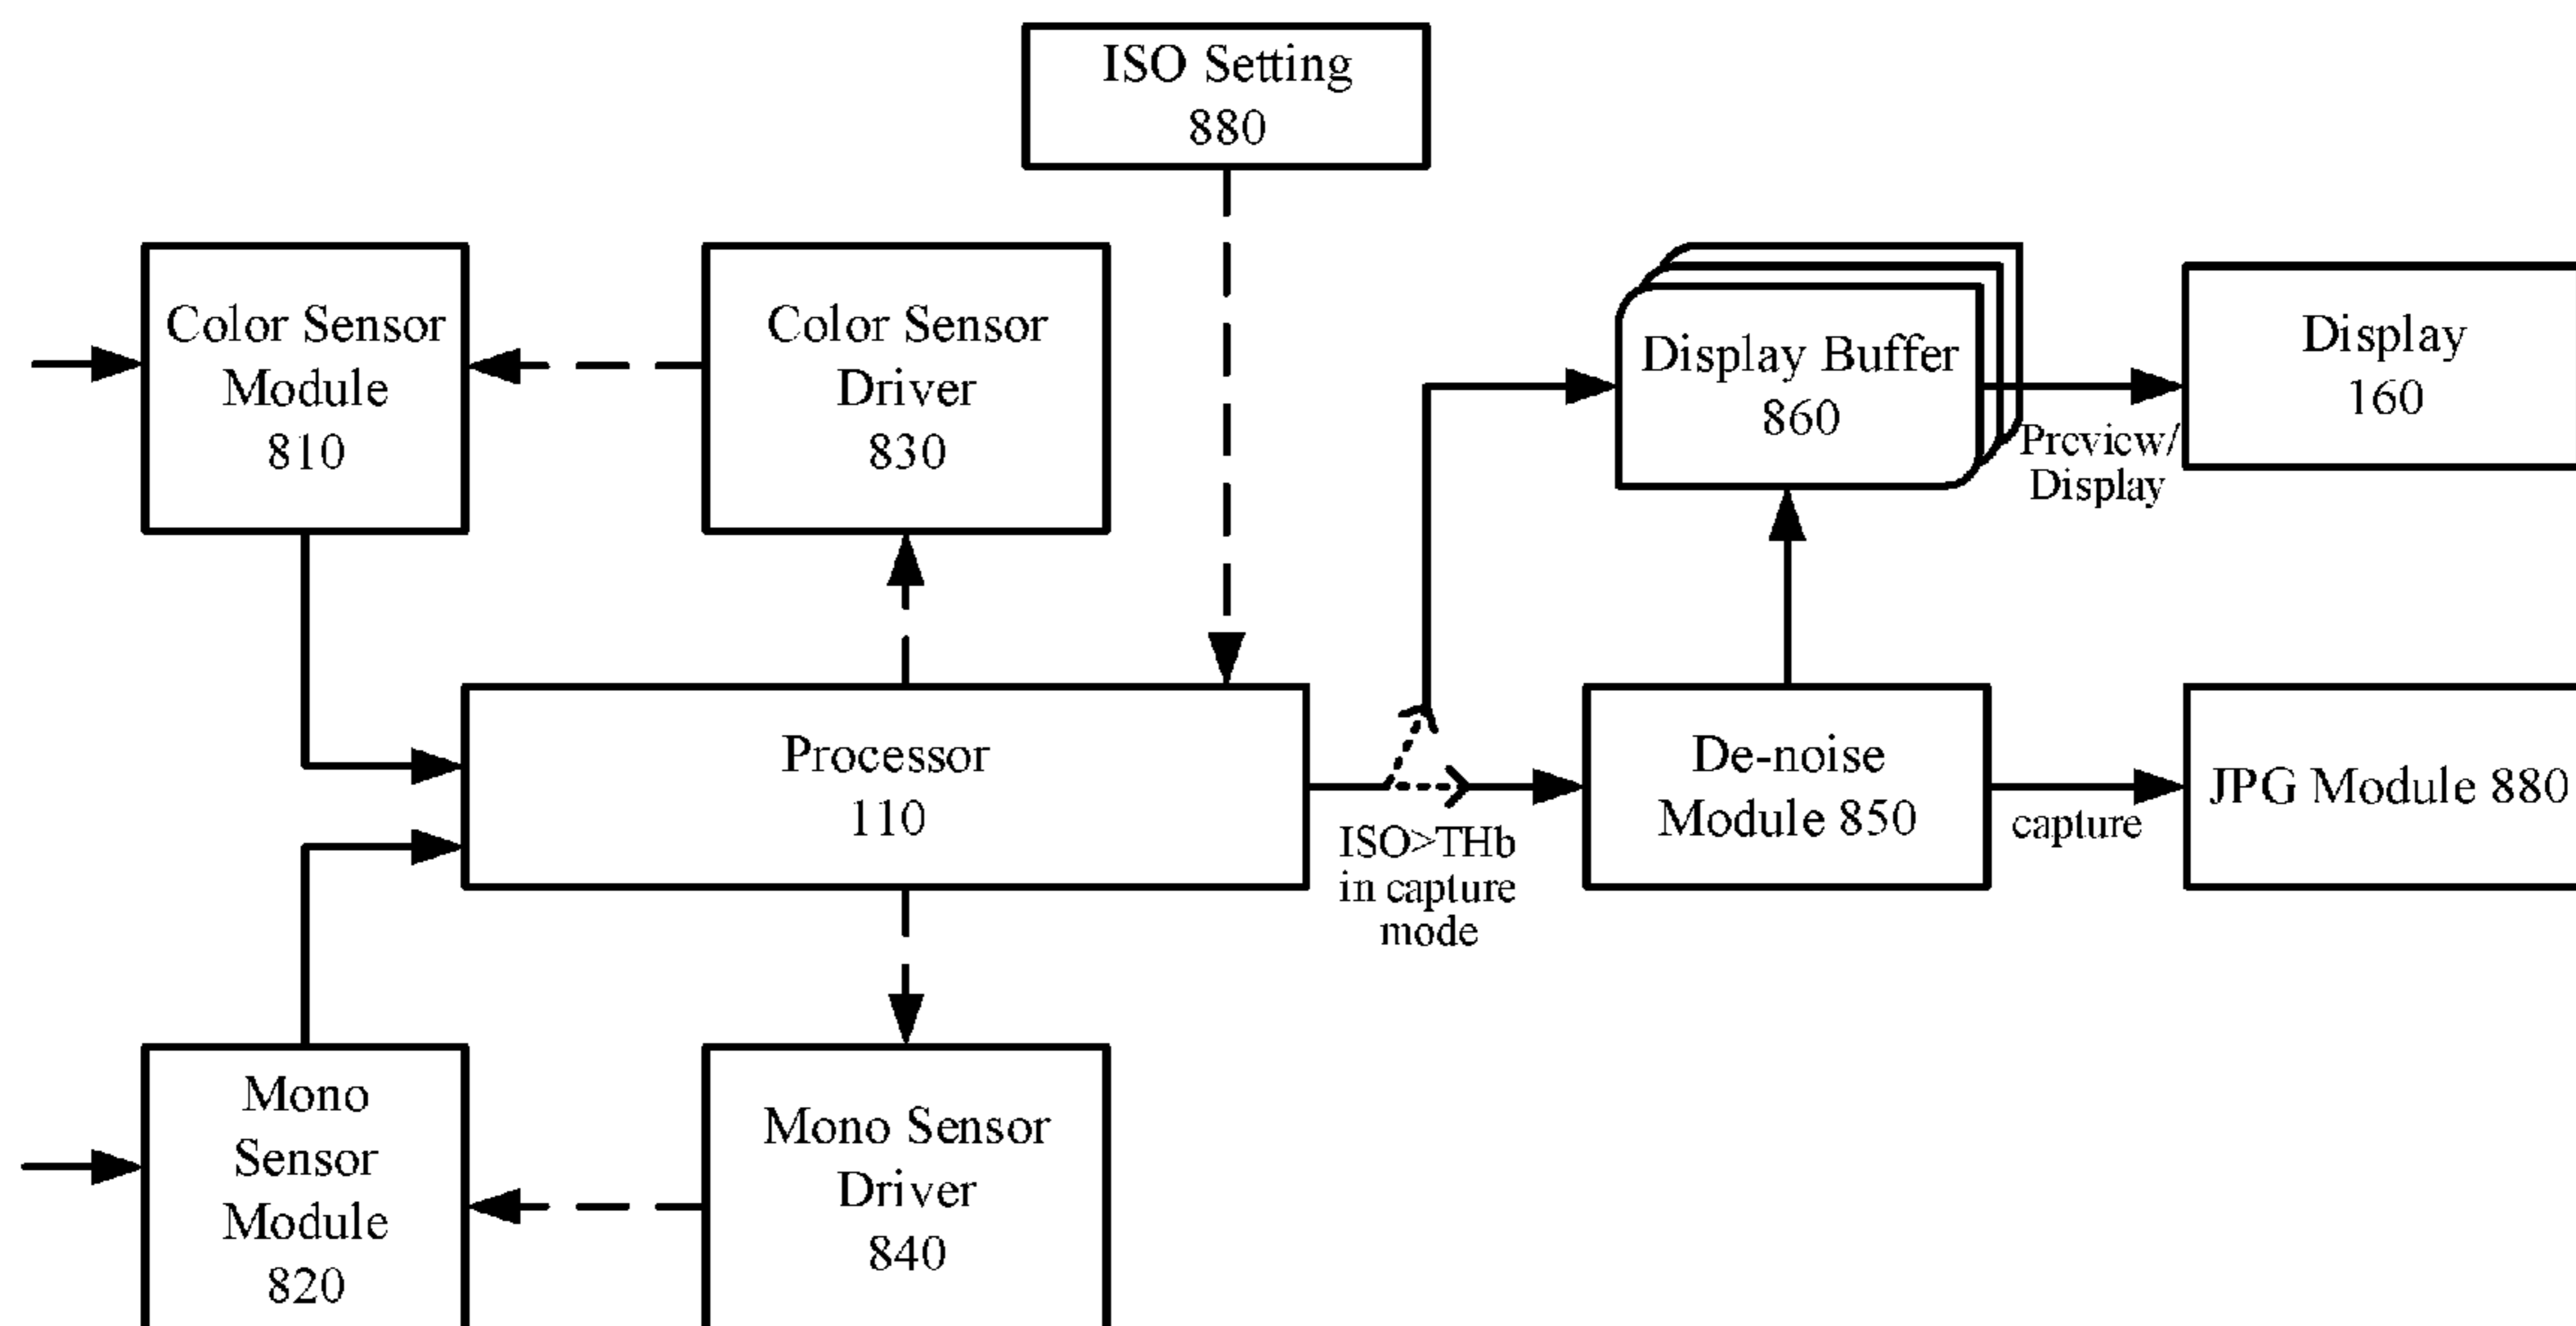 ISO Setting
880
Color Sensor
Module
810
Color Sensor
Driver
830
Display Buffer
860
Preview/
Display
Display
160
Processor
110
ISO>THb
in capture
mode
De-noise
Module 850
capture
JPG Module 880
Mono
Sensor
Module
820
Mono Sensor
Driver
840